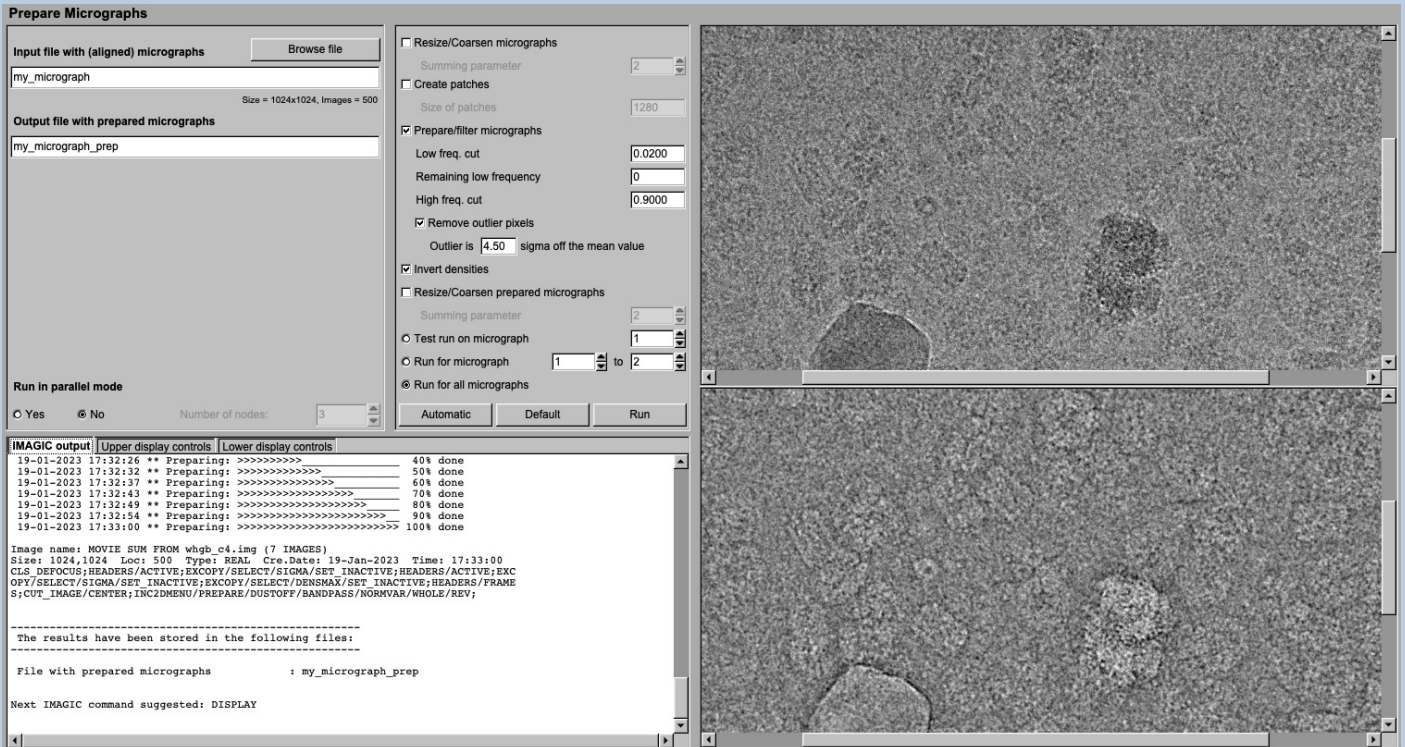 Prepare Micrographs
Input file with (aligned) micrographs
Browse file
my_micrograph
Size = 1024x1024, Images = 500
Output file with prepared micrographs
my_micrograph_prep
Run in parallel mode
Yes No Number of nodes: 3
Resize/Coarsen micrographs
Summing parameter 2
Create patches
Size of patches 1280
Prepare/filter micrographs
Low freq. cut 0.0200
Remaining low frequency 0
High freq. cut 0.9000
Remove outlier pixels
Outlier is 4.50 sigma off the mean value
Invert densities
Resize/Coarsen prepared micrographs
Summing parameter 2
Test run on micrograph 1
Run for micrograph 1 to 2
Run for all micrographs
Automatic Default Run
IMAGIC output Upper display controls Lower display controls
19-01-2023 17:32:26 ** Preparing: >>>>>>>>>>_______________ 40% done
19-01-2023 17:32:32 ** Preparing: >>>>>>>>>>>>>____________ 50% done
19-01-2023 17:32:37 ** Preparing: >>>>>>>>>>>>>>>__________ 60% done
19-01-2023 17:32:43 ** Preparing: >>>>>>>>>>>>>>>>>>_______ 70% done
19-01-2023 17:32:49 ** Preparing: >>>>>>>>>>>>>>>>>>>>_____ 80% done
19-01-2023 17:32:54 ** Preparing: >>>>>>>>>>>>>>>>>>>>>>>__ 90% done
19-01-2023 17:33:00 ** Preparing: >>>>>>>>>>>>>>>>>>>>>>>>> 100% done
Image name: MOVIE SUM FROM whgb_c4.img (7 IMAGES)
Size: 1024,1024 Loc: 500 Type: REAL Cre.Date: 19-Jan-2023 Time: 17:33:00
CLS_DEFOCUS;HEADERS/ACTIVE;EXCOPY/SELECT/SIGMA/SET_INACTIVE;HEADERS/ACTIVE;EXC
OPY/SELECT/SIGMA/SET_INACTIVE;EXCOPY/SELECT/DENSMAX/SET_INACTIVE;HEADERS/FRAME
S;CUT_IMAGE/CENTER;INC2DMENU/PREPARE/DUSTOFF/BANDPASS/NORMVAR/WHOLE/REV;
------------------------------------------------------
The results have been stored in the following files:
------------------------------------------------------
File with prepared micrographs : my_micrograph_prep
Next IMAGIC command suggested: DISPLAY